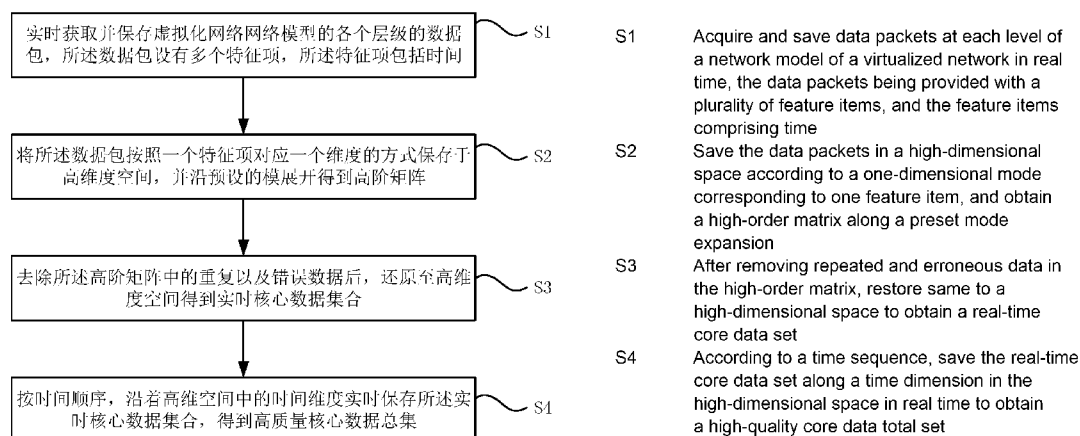 实时获取并保存虚拟化网络网络模型的各个层级的数据
包，所述数据包设有多个特征项，所述特征项包括时间
S1
将所述数据包按照一个特征项对应一个维度的方式保存于
高维度空间，并沿预设的模展开得到高阶矩阵
S2
去除所述高阶矩阵中的重复以及错误数据后，还原至高维
度空间得到实时核心数据集合
S3
按时间顺序，沿着高维空间中的时间维度实时保存所述实
时核心数据集合，得到高质量核心数据总集
S4
S1 Acquire and save data packets at each level of
a network model of a virtualized network in real
time, the data packets being provided with a
plurality of feature items, and the feature items
comprising time
S2 Save the data packets in a high-dimensional
space according to a one-dimensional mode
corresponding to one feature item, and obtain
a high-order matrix along a preset mode
expansion
S3 After removing repeated and erroneous data in
the high-order matrix, restore same to a
high-dimensional space to obtain a real-time
core data set
S4 According to a time sequence, save the real-time
core data set along a time dimension in the
high-dimensional space in real time to obtain
a high-quality core data total set